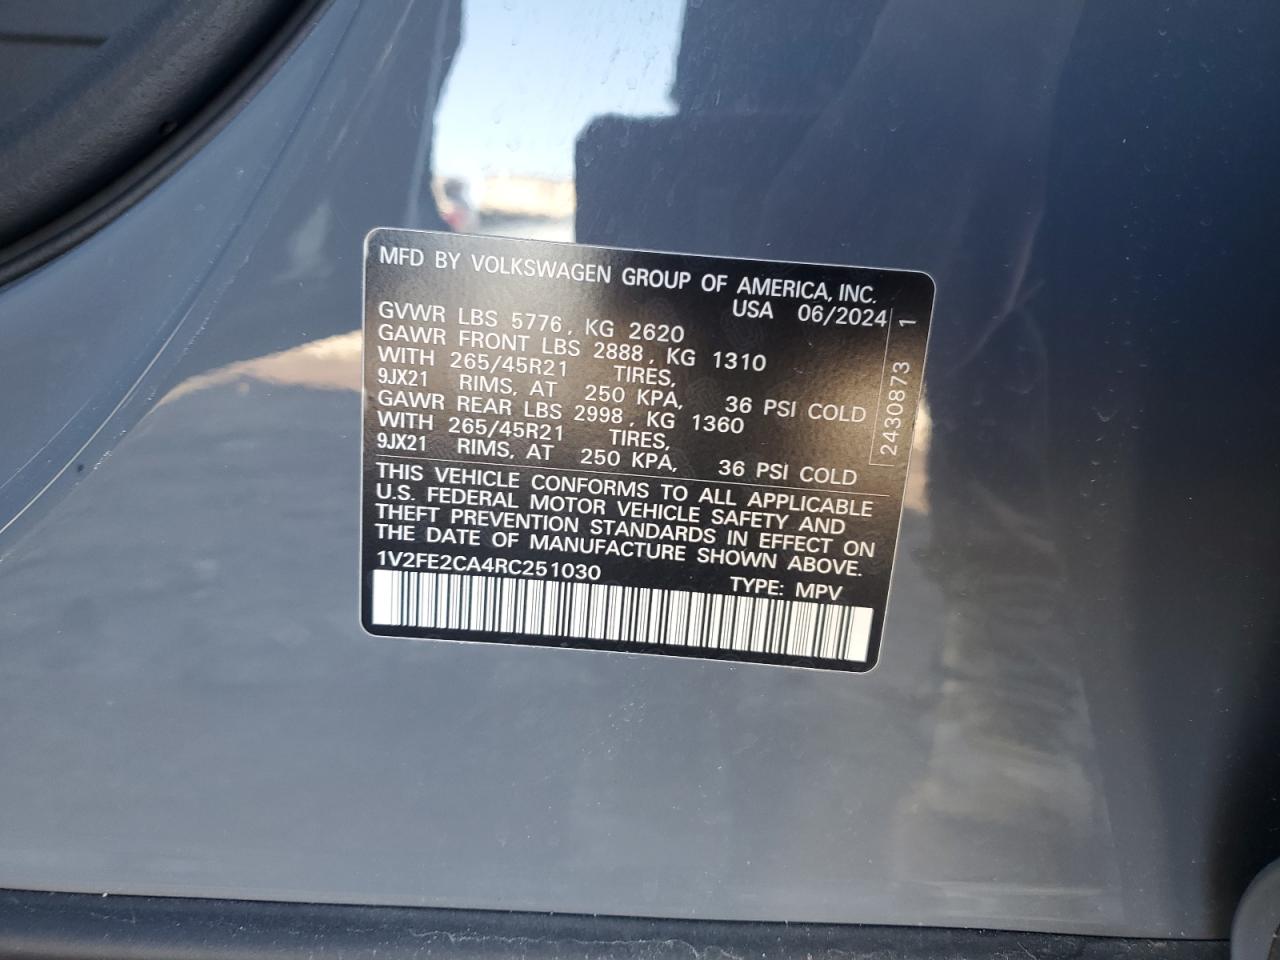 MFD BY VOLKSWAGEN GROUP OF AMERICA, INC.
USA 06/2024
GVWR LBS 5776, KG 2620
GAWR FRONT LBS 2888, KG 1310
WITH 265/45R21 TIRES,
9JX21 RIMS, AT 250 KPA, 36 PSI COLD
GAWR REAR LBS 2998, KG 1360
WITH 265/45R21 TIRES,
9JX21 RIMS, AT 250 KPA, 36 PSI COLD
2430873 1
THIS VEHICLE CONFORMS TO ALL APPLICABLE
U.S. FEDERAL MOTOR VEHICLE SAFETY AND
THEFT PREVENTION STANDARDS IN EFFECT ON
THE DATE OF MANUFACTURE SHOWN ABOVE.
1V2FE2CA4RC251030 TYPE: MPV